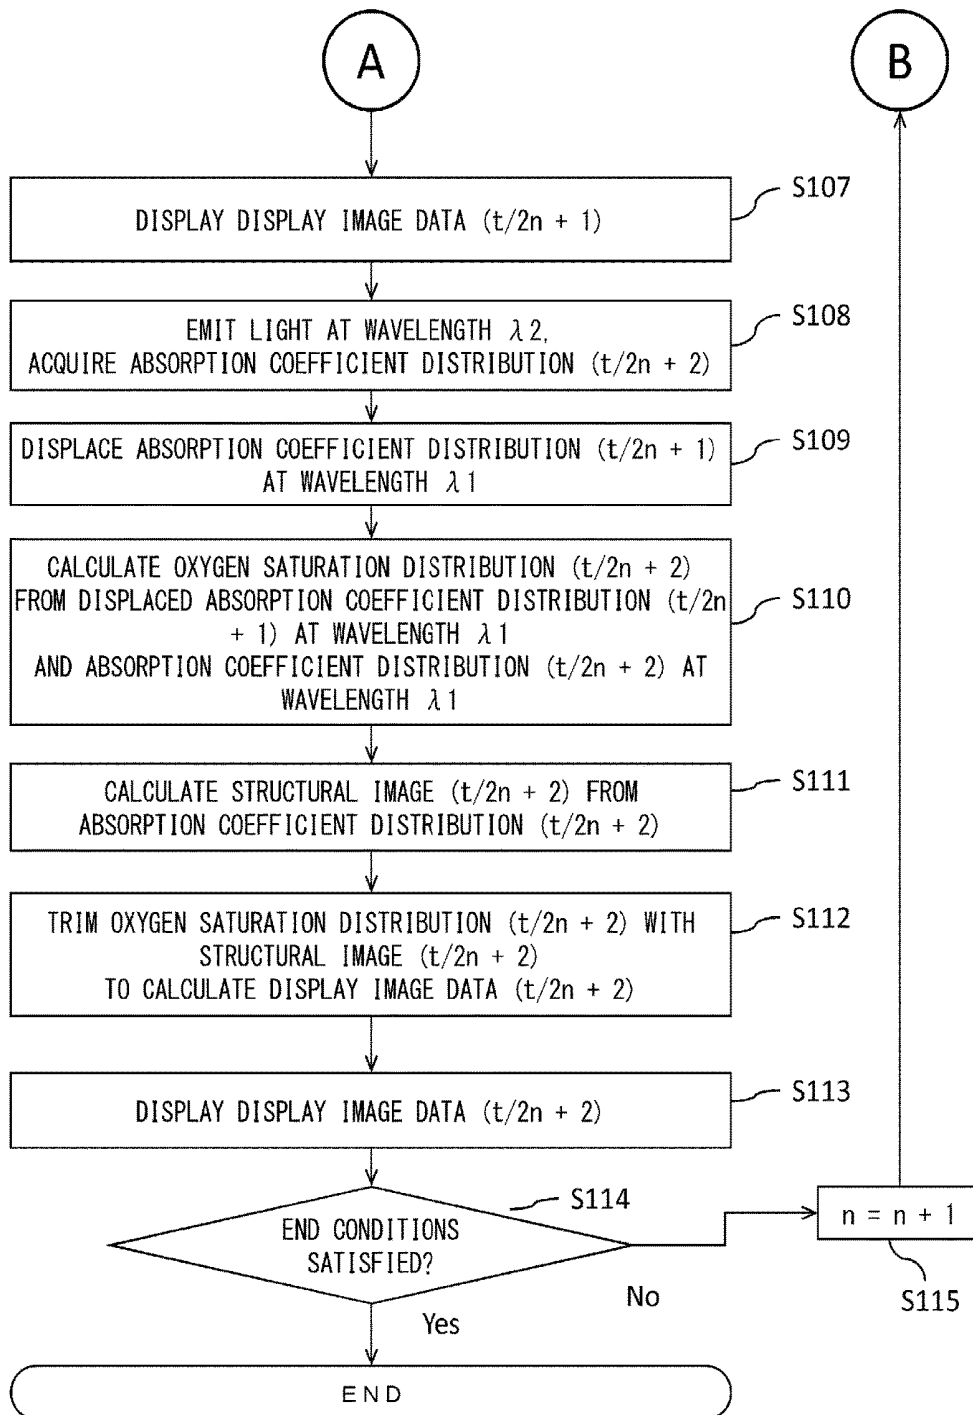 A
B
DISPLAY DISPLAY IMAGE DATA (t/2n + 1)
S107
EMIT LIGHT AT WAVELENGTH λ2,
ACQUIRE ABSORPTION COEFFICIENT DISTRIBUTION (t/2n + 2)
S108
DISPLACE ABSORPTION COEFFICIENT DISTRIBUTION (t/2n + 1)
AT WAVELENGTH λ1
S109
CALCULATE OXYGEN SATURATION DISTRIBUTION (t/2n + 2)
FROM DISPLACED ABSORPTION COEFFICIENT DISTRIBUTION (t/2n
+ 1) AT WAVELENGTH λ1
AND ABSORPTION COEFFICIENT DISTRIBUTION (t/2n + 2) AT
WAVELENGTH λ1
S110
CALCULATE STRUCTURAL IMAGE (t/2n + 2) FROM
ABSORPTION COEFFICIENT DISTRIBUTION (t/2n + 2)
S111
TRIM OXYGEN SATURATION DISTRIBUTION (t/2n + 2) WITH
STRUCTURAL IMAGE (t/2n + 2)
TO CALCULATE DISPLAY IMAGE DATA (t/2n + 2)
S112
DISPLAY DISPLAY IMAGE DATA (t/2n + 2)
S113
END CONDITIONS
SATISFIED?
S114
n = n + 1
S115
No
Yes
END